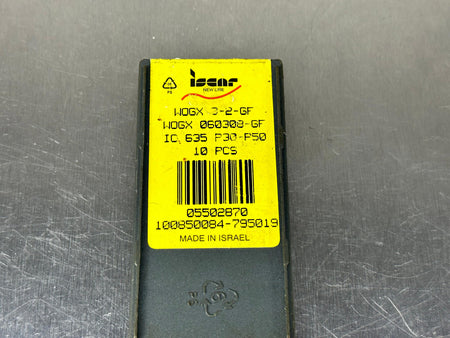 iscar
NEW LINE
PS
WOGX 3-2-GF
WOGX 060308-GF
IC 635 P30-P50
10 PCS
05502870
100850084-795019
MADE IN ISRAEL